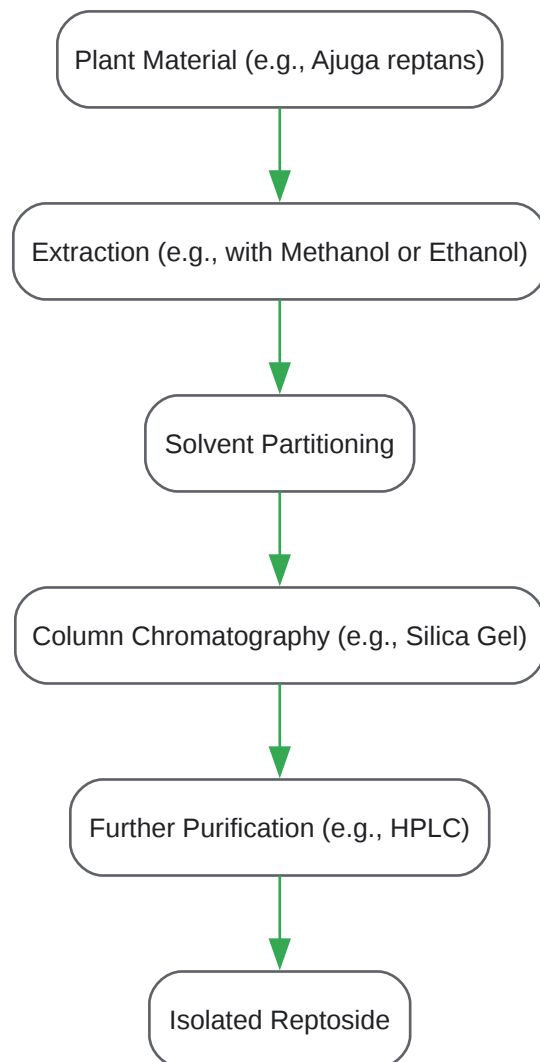 Plant Material (e.g., Ajuga reptans)
Extraction (e.g., with Methanol or Ethanol)
Solvent Partitioning
Column Chromatography (e.g., Silica Gel)
Further Purification (e.g., HPLC)
Isolated Reptoside